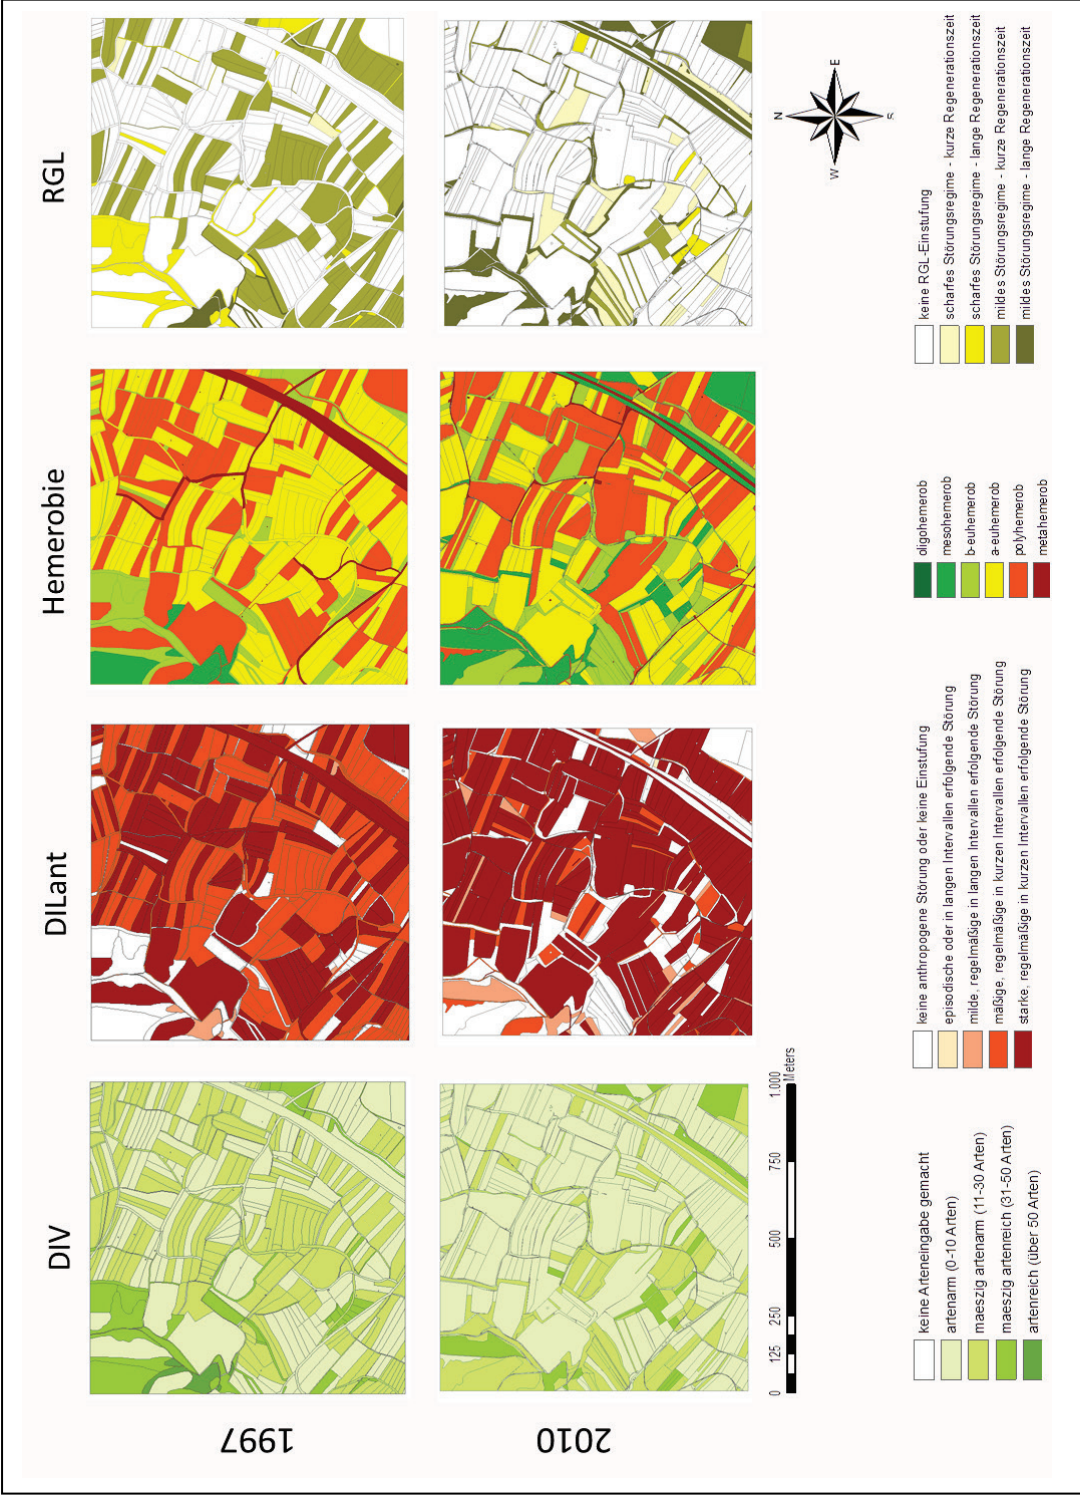 DIV
DILant
Hemerobie
RGL
1997
2010
0
125
250
500
750
1.000
Meters
N
E
S
W
keine Arteneingabe gemacht
artenarm (0-10 Arten)
maeszig artenarm (11-30 Arten)
maeszig artenreich (31-50 Arten)
artenreich (über 50 Arten)
keine anthropogene Störung oder keine Einstufung
episodische oder in langen Intervallen erfolgende Störung
milde, regelmäßige in langen Intervallen erfolgende Störung
mäßige, regelmäßige in kurzen Intervallen erfolgende Störung
starke, regelmäßige in kurzen Intervallen erfolgende Störung
oligohemerob
mesohemerob
b-euhemerob
a-euhemerob
polyhemerob
metahemerob
keine RGL-Einstufung
scharfes Störungsregime - kurze Regenerationszeit
scharfes Störungsregime - lange Regenerationszeit
mildes Störungsregime - kurze Regenerationszeit
mildes Störungsregime - lange Regenerationszeit